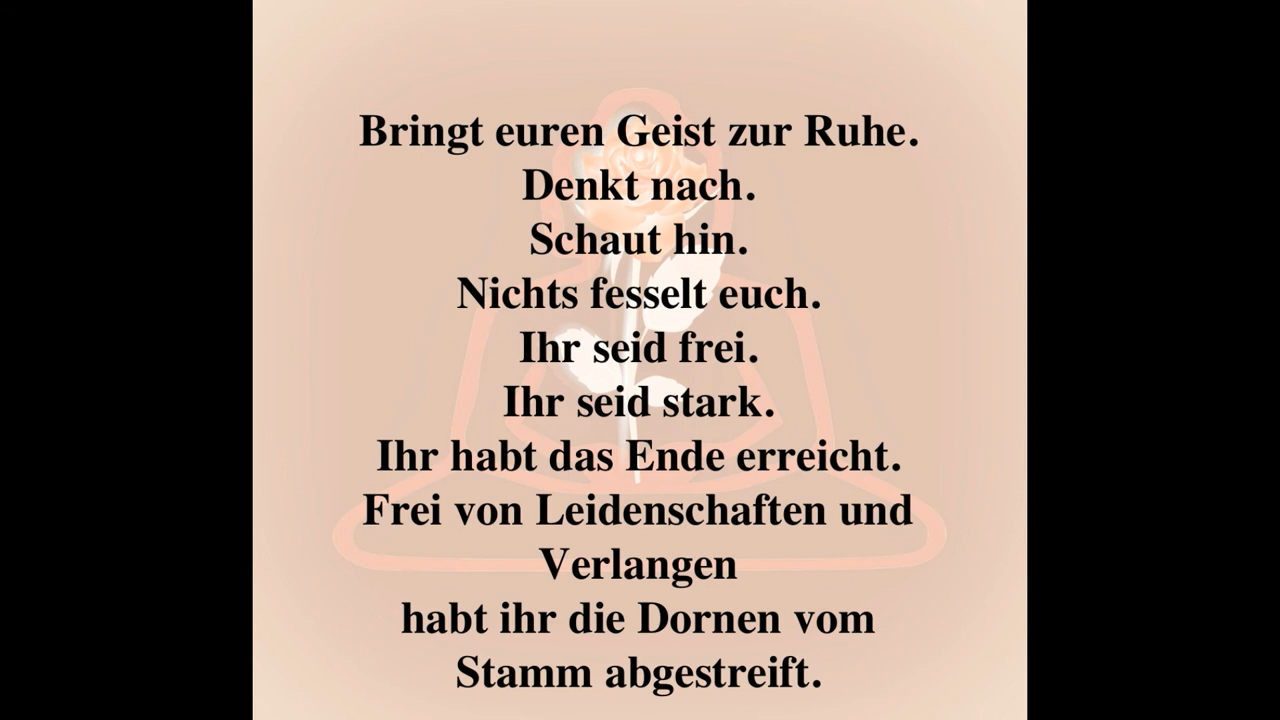 Bringt euren Geist zur Ruhe.
Denkt nach.
Schaut hin.
Nichts fesselt euch.
Ihr seid frei.
Ihr seid stark.
Ihr habt das Ende erreicht.
Frei von Leidenschaften und
Verlangen
habt ihr die Dornen vom
Stamm abgestreift.